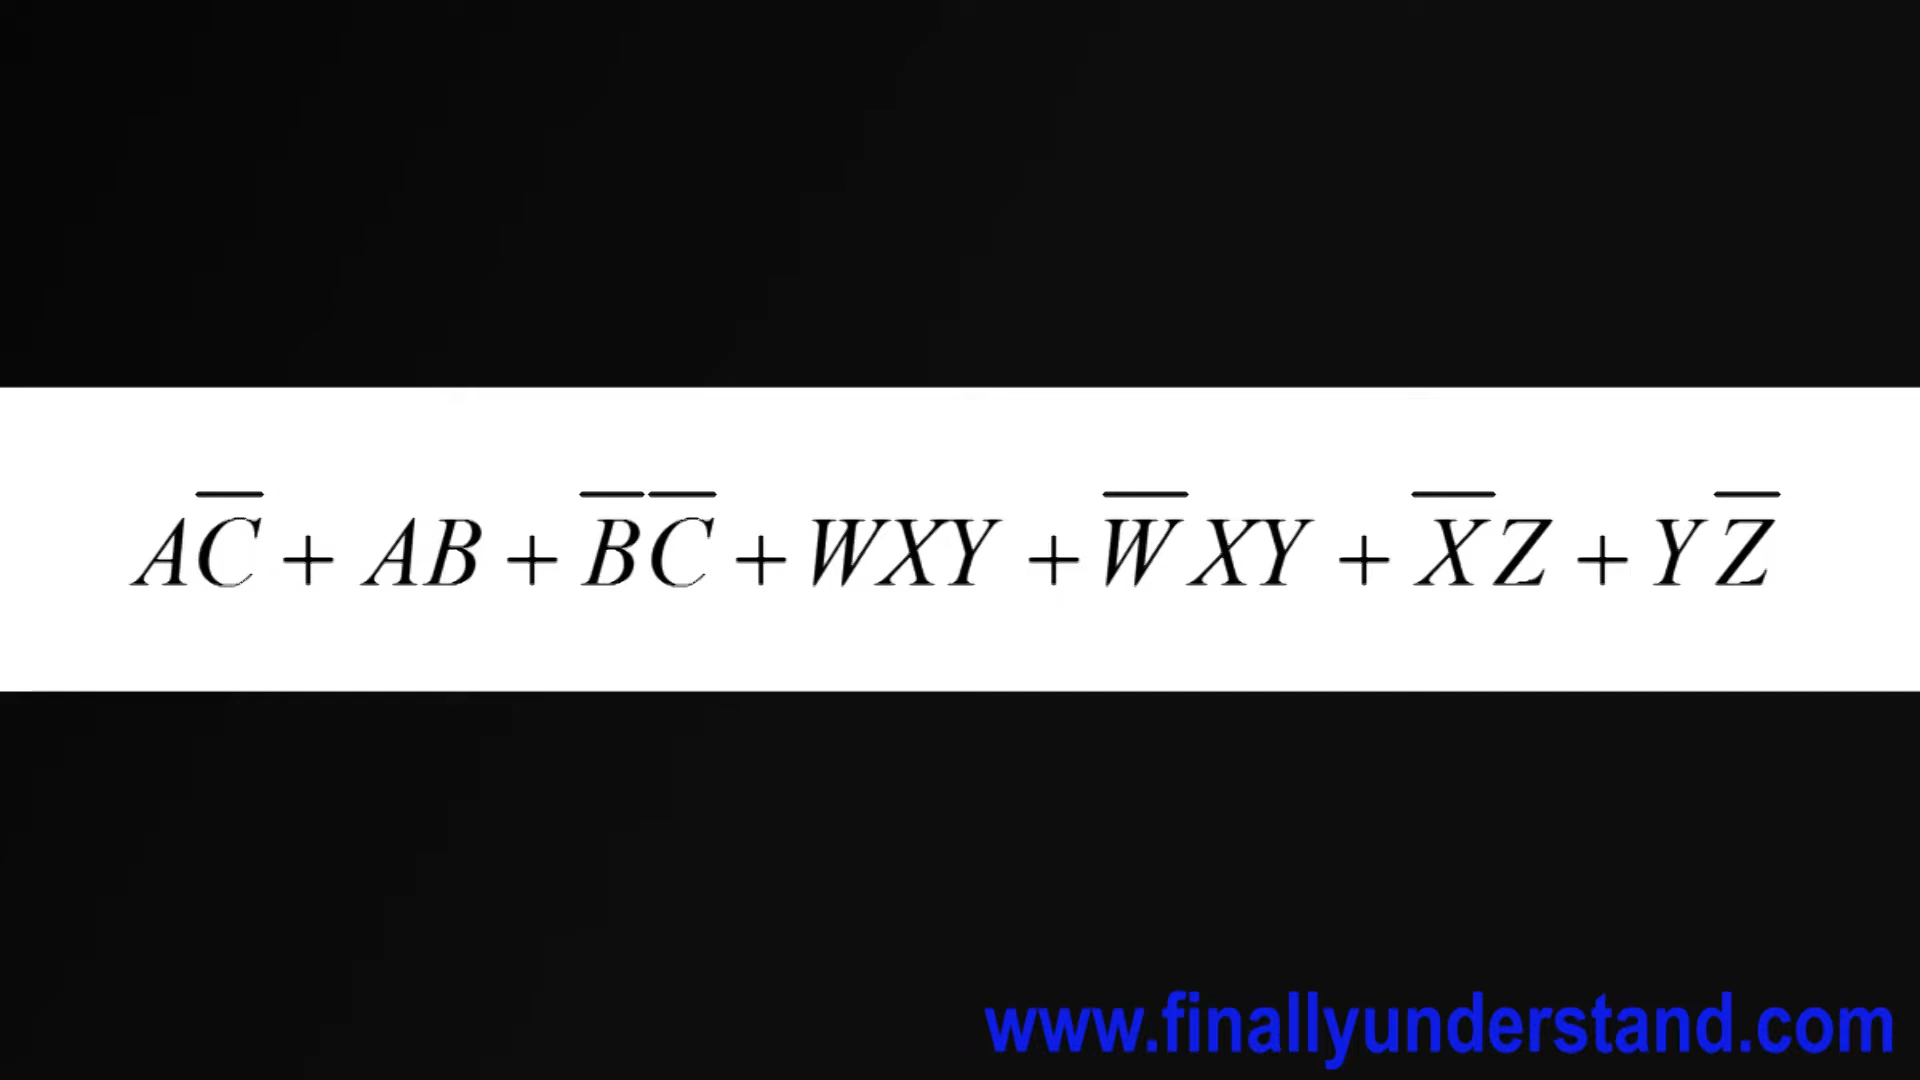 AC̅ + AB + B̅C̅ + WXY + W̅XY + X̅Z + YZ̅
www.finallyunderstand.com